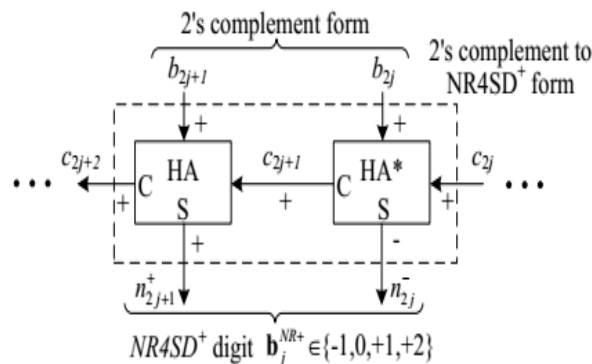 2's complement form
b2j+1 b2j 2's complement to
NR4SD+ form
+ +
c2j+2 HA c2j+1 HA* c2j
... C C ...
+ S + S +
+ -
n+2j+1 n-2j
NR4SD+ digit bjNR+ ∈{-1,0,+1,+2}